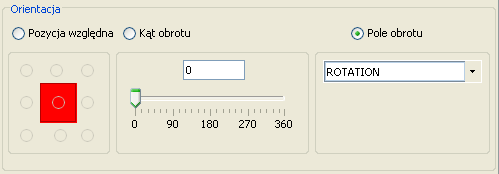 Orientacja
Pozycja względna Kąt obrotu Pole obrotu
0 ROTATION
0 90 180 270 360